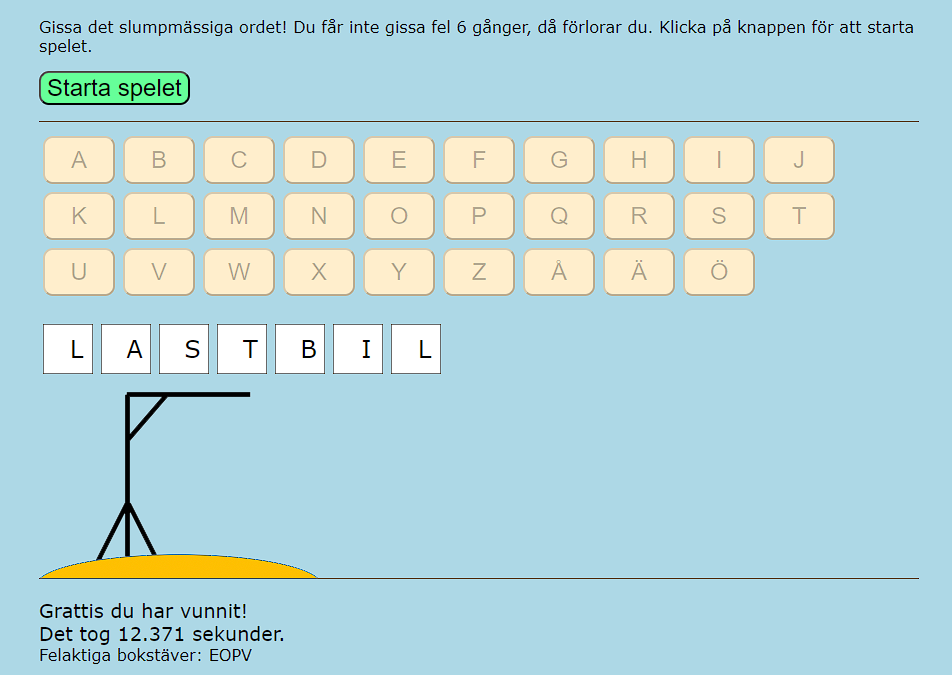 Gissa det slumpmässiga ordet! Du får inte gissa fel 6 gånger, då förlorar du. Klicka på knappen för att starta
spelet.
Starta spelet
A B C D E F G H I J
K L M N O P Q R S T
U V W X Y Z Å Ä Ö
L A S T B I L
Grattis du har vunnit!
Det tog 12.371 sekunder.
Felaktiga bokstäver: EOPV